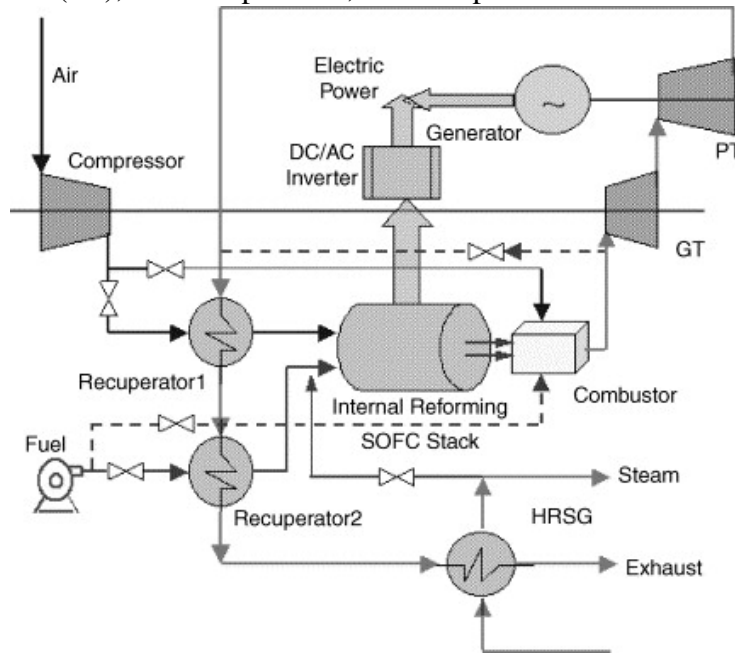 Air
Electric
Power
Generator
Compressor
DC/AC
Inverter
PT
GT
~
Recuperator1
Internal Reforming
Combustor
SOFC Stack
Fuel
Steam
Recuperator2
HRSG
Exhaust